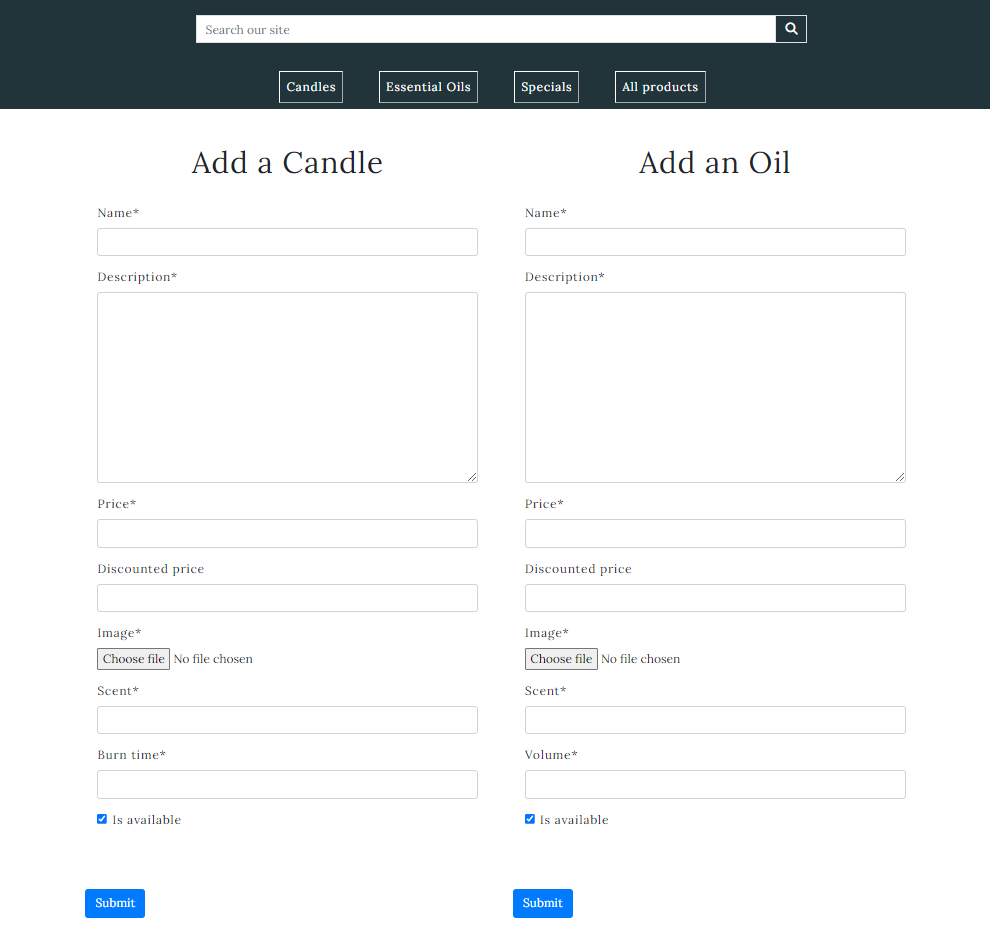 Search our site
Candles Essential Oils Specials All products
Add a Candle
Name*
Description*
Price*
Discounted price
Image*
Choose file No file chosen
Scent*
Burn time*
Is available
Submit
Add an Oil
Name*
Description*
Price*
Discounted price
Image*
Choose file No file chosen
Scent*
Volume*
Is available
Submit